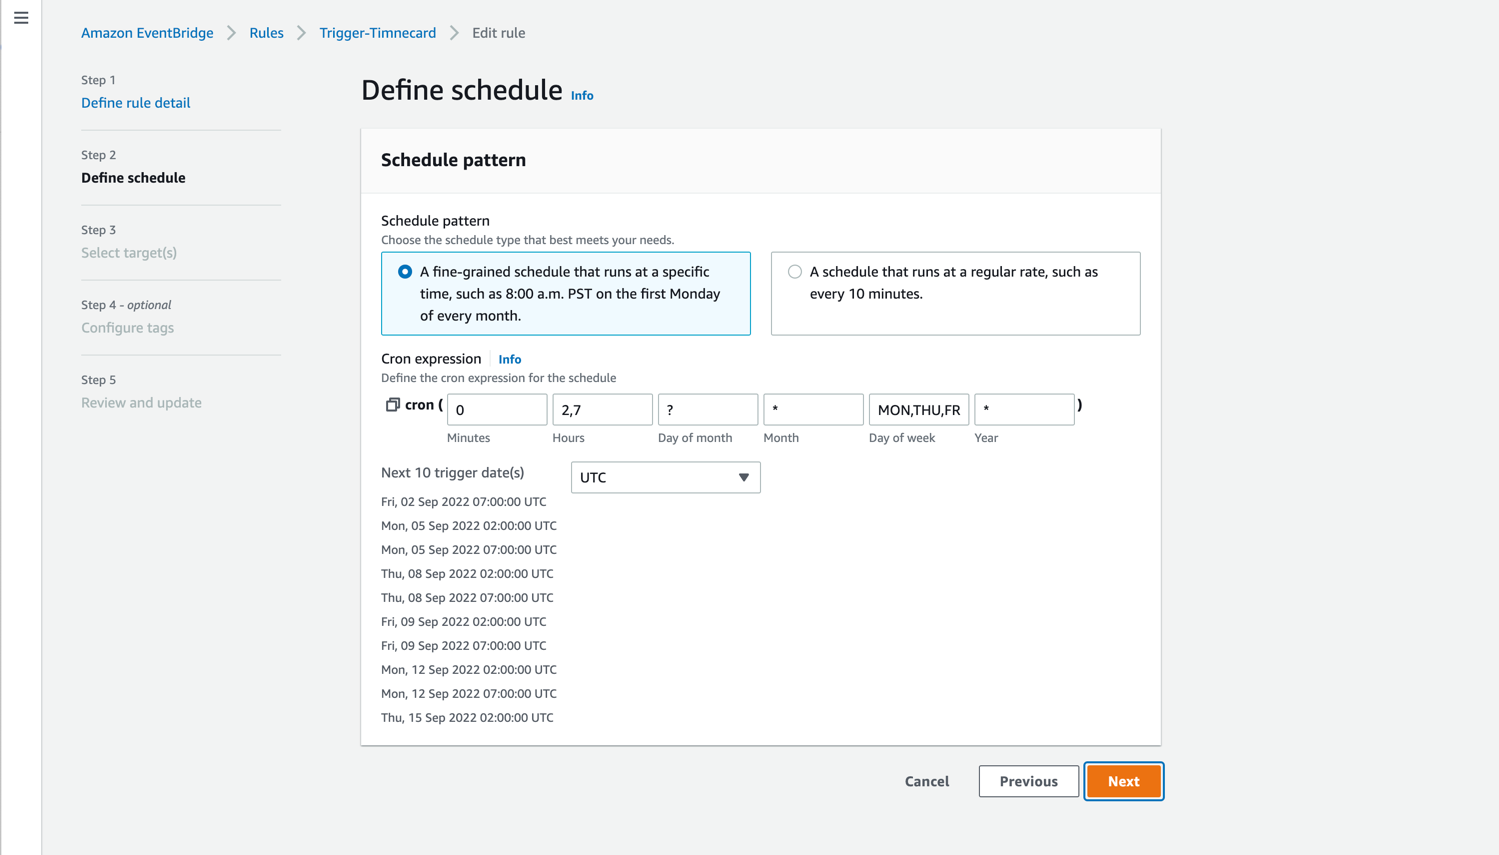 Amazon EventBridge > Rules > Trigger-Timnecard > Edit rule
Step 1
Define rule detail
Step 2
Define schedule
Step 3
Select target(s)
Step 4 - optional
Configure tags
Step 5
Review and update
Define schedule Info
Schedule pattern
Schedule pattern
Choose the schedule type that best meets your needs.
A fine-grained schedule that runs at a specific
time, such as 8:00 a.m. PST on the first Monday
of every month.
A schedule that runs at a regular rate, such as
every 10 minutes.
Cron expression Info
Define the cron expression for the schedule
cron ( 0 2,7 ? * MON,THU,FR * )
Minutes Hours Day of month Month Day of week Year
Next 10 trigger date(s) UTC
Fri, 02 Sep 2022 07:00:00 UTC
Mon, 05 Sep 2022 02:00:00 UTC
Mon, 05 Sep 2022 07:00:00 UTC
Thu, 08 Sep 2022 02:00:00 UTC
Thu, 08 Sep 2022 07:00:00 UTC
Fri, 09 Sep 2022 02:00:00 UTC
Fri, 09 Sep 2022 07:00:00 UTC
Mon, 12 Sep 2022 02:00:00 UTC
Mon, 12 Sep 2022 07:00:00 UTC
Thu, 15 Sep 2022 02:00:00 UTC
Cancel Previous Next